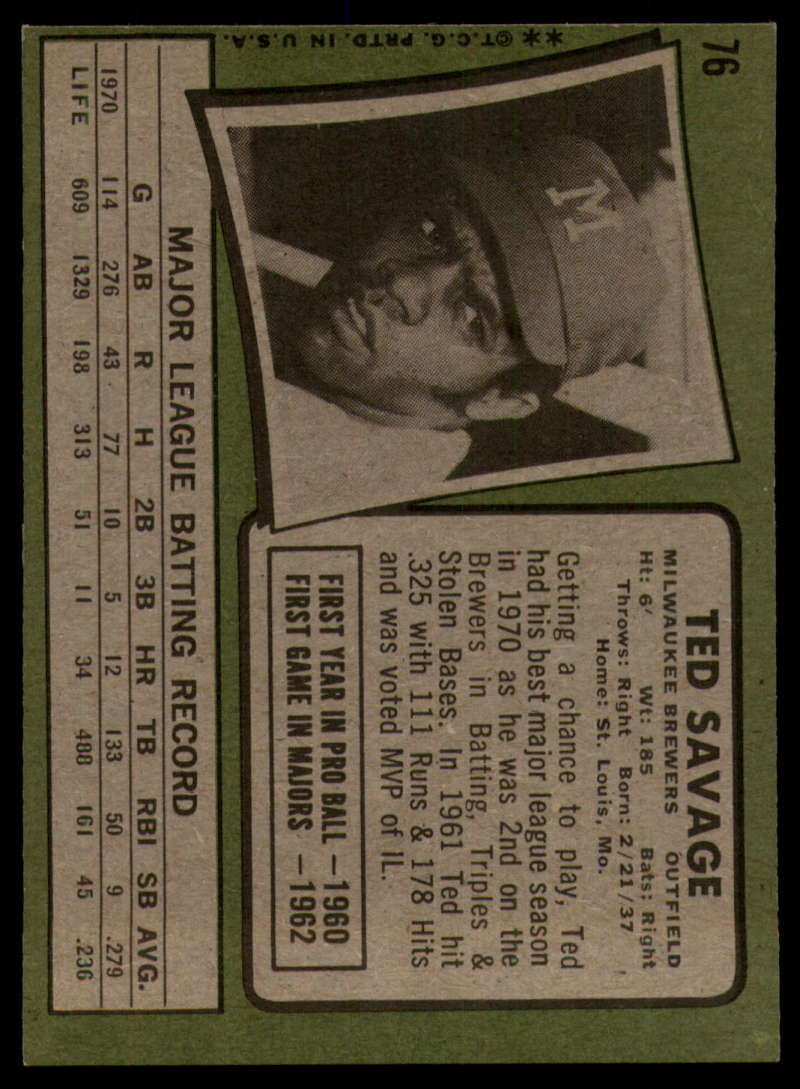 76
**©T.C.G. PRTD. IN U.S.A.
M
TED SAVAGE
MILWAUKEE BREWERS OUTFIELD
Ht: 6' Wt: 185 Bats: Right
Throws: Right Born: 2/21/37
Home: St. Louis, Mo.
Getting a chance to play, Ted
had his best major league season
in 1970 as he was 2nd on the
Brewers in Batting, Triples &
Stolen Bases. In 1961 Ted hit
.325 with 111 Runs & 178 Hits
and was voted MVP of IL.
FIRST YEAR IN PRO BALL —1960
FIRST GAME IN MAJORS —1962
MAJOR LEAGUE BATTING RECORD
G AB R H 2B 3B HR TB RBI SB AVG.
1970 114 276 43 77 10 5 12 133 50 9 .279
LIFE 609 1329 198 313 51 11 34 488 161 45 .236